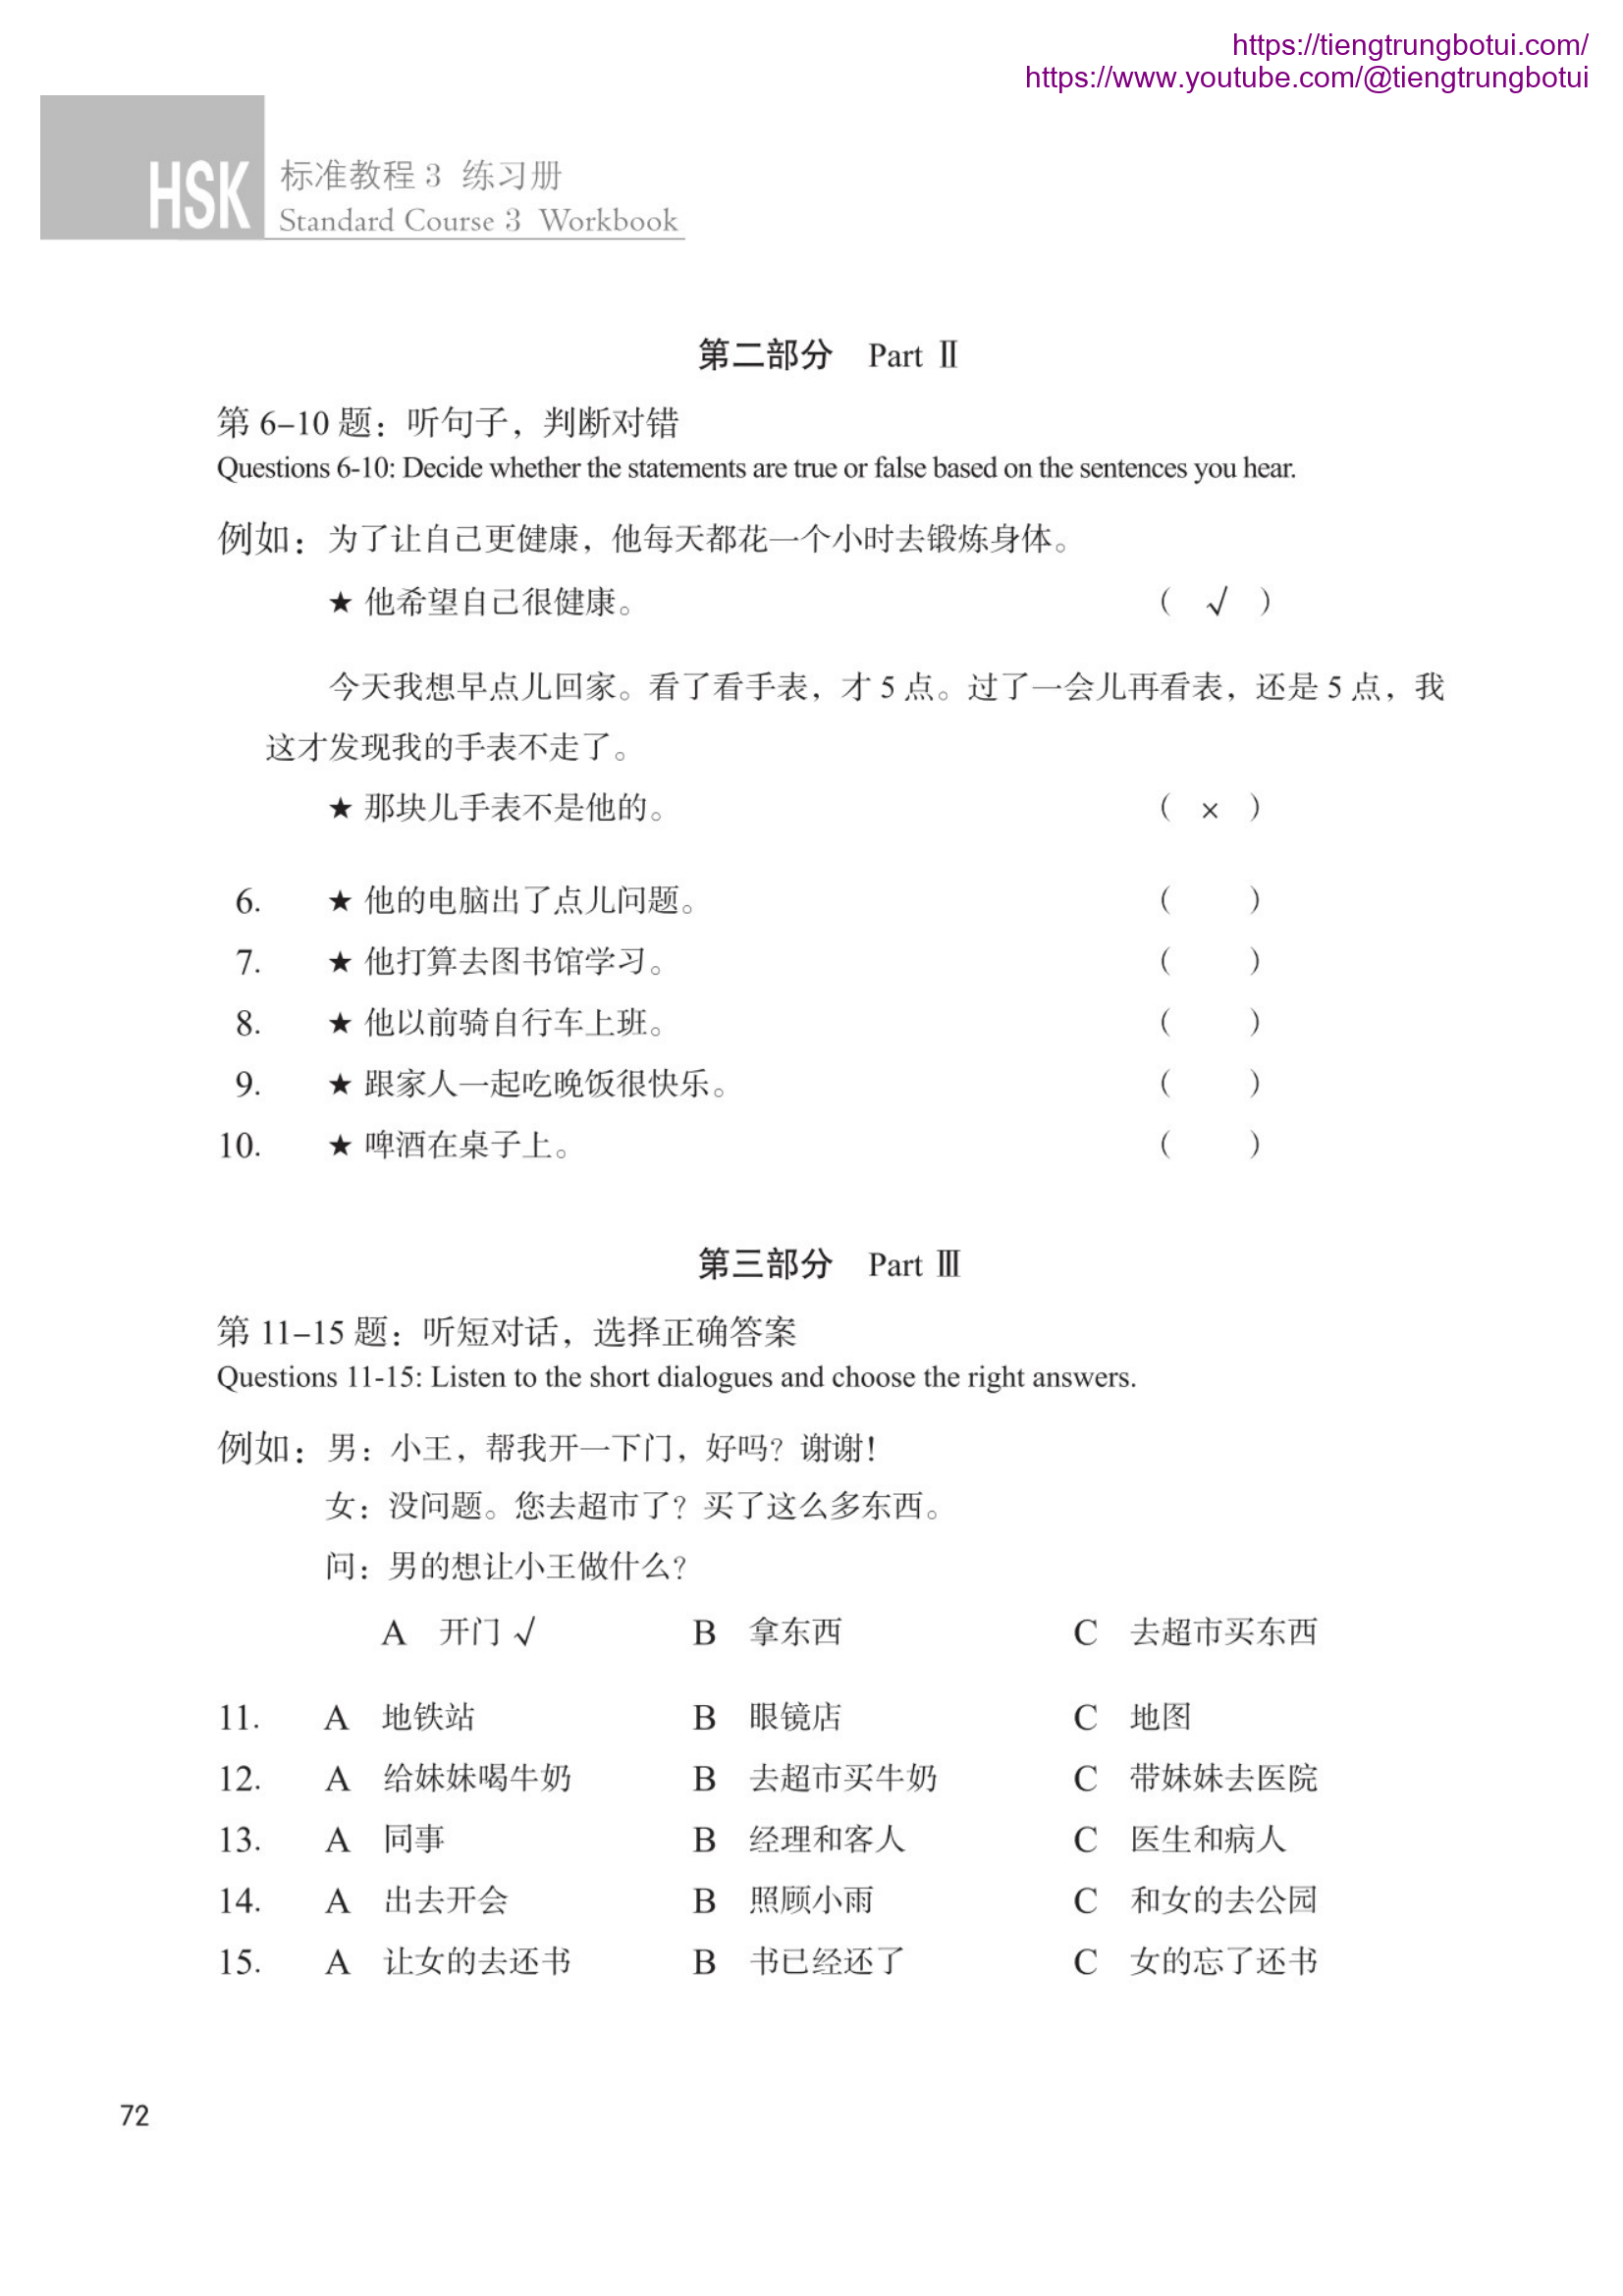 https://tiengtrungbotui.com/
https://www.youtube.com/@tiengtrungbotui
HSK 标准教程 3 练习册
Standard Course 3 Workbook
第二部分 Part Ⅱ
第 6–10 题：听句子，判断对错
Questions 6-10: Decide whether the statements are true or false based on the sentences you hear.
例如：为了让自己更健康，他每天都花一个小时去锻炼身体。
★ 他希望自己很健康。 （ √ ）
今天我想早点儿回家。看了看手表，才 5 点。过了一会儿再看表，还是 5 点，我
这才发现我的手表不走了。
★ 那块儿手表不是他的。 （ × ）
6. ★ 他的电脑出了点儿问题。 （ ）
7. ★ 他打算去图书馆学习。 （ ）
8. ★ 他以前骑自行车上班。 （ ）
9. ★ 跟家人一起吃晚饭很快乐。 （ ）
10. ★ 啤酒在桌子上。 （ ）
第三部分 Part Ⅲ
第 11–15 题：听短对话，选择正确答案
Questions 11-15: Listen to the short dialogues and choose the right answers.
例如：男：小王，帮我开一下门，好吗？谢谢！
女：没问题。您去超市了？买了这么多东西。
问：男的想让小王做什么？
A 开门 √ B 拿东西 C 去超市买东西
11. A 地铁站 B 眼镜店 C 地图
12. A 给妹妹喝牛奶 B 去超市买牛奶 C 带妹妹去医院
13. A 同事 B 经理和客人 C 医生和病人
14. A 出去开会 B 照顾小雨 C 和女的去公园
15. A 让女的去还书 B 书已经还了 C 女的忘了还书
72